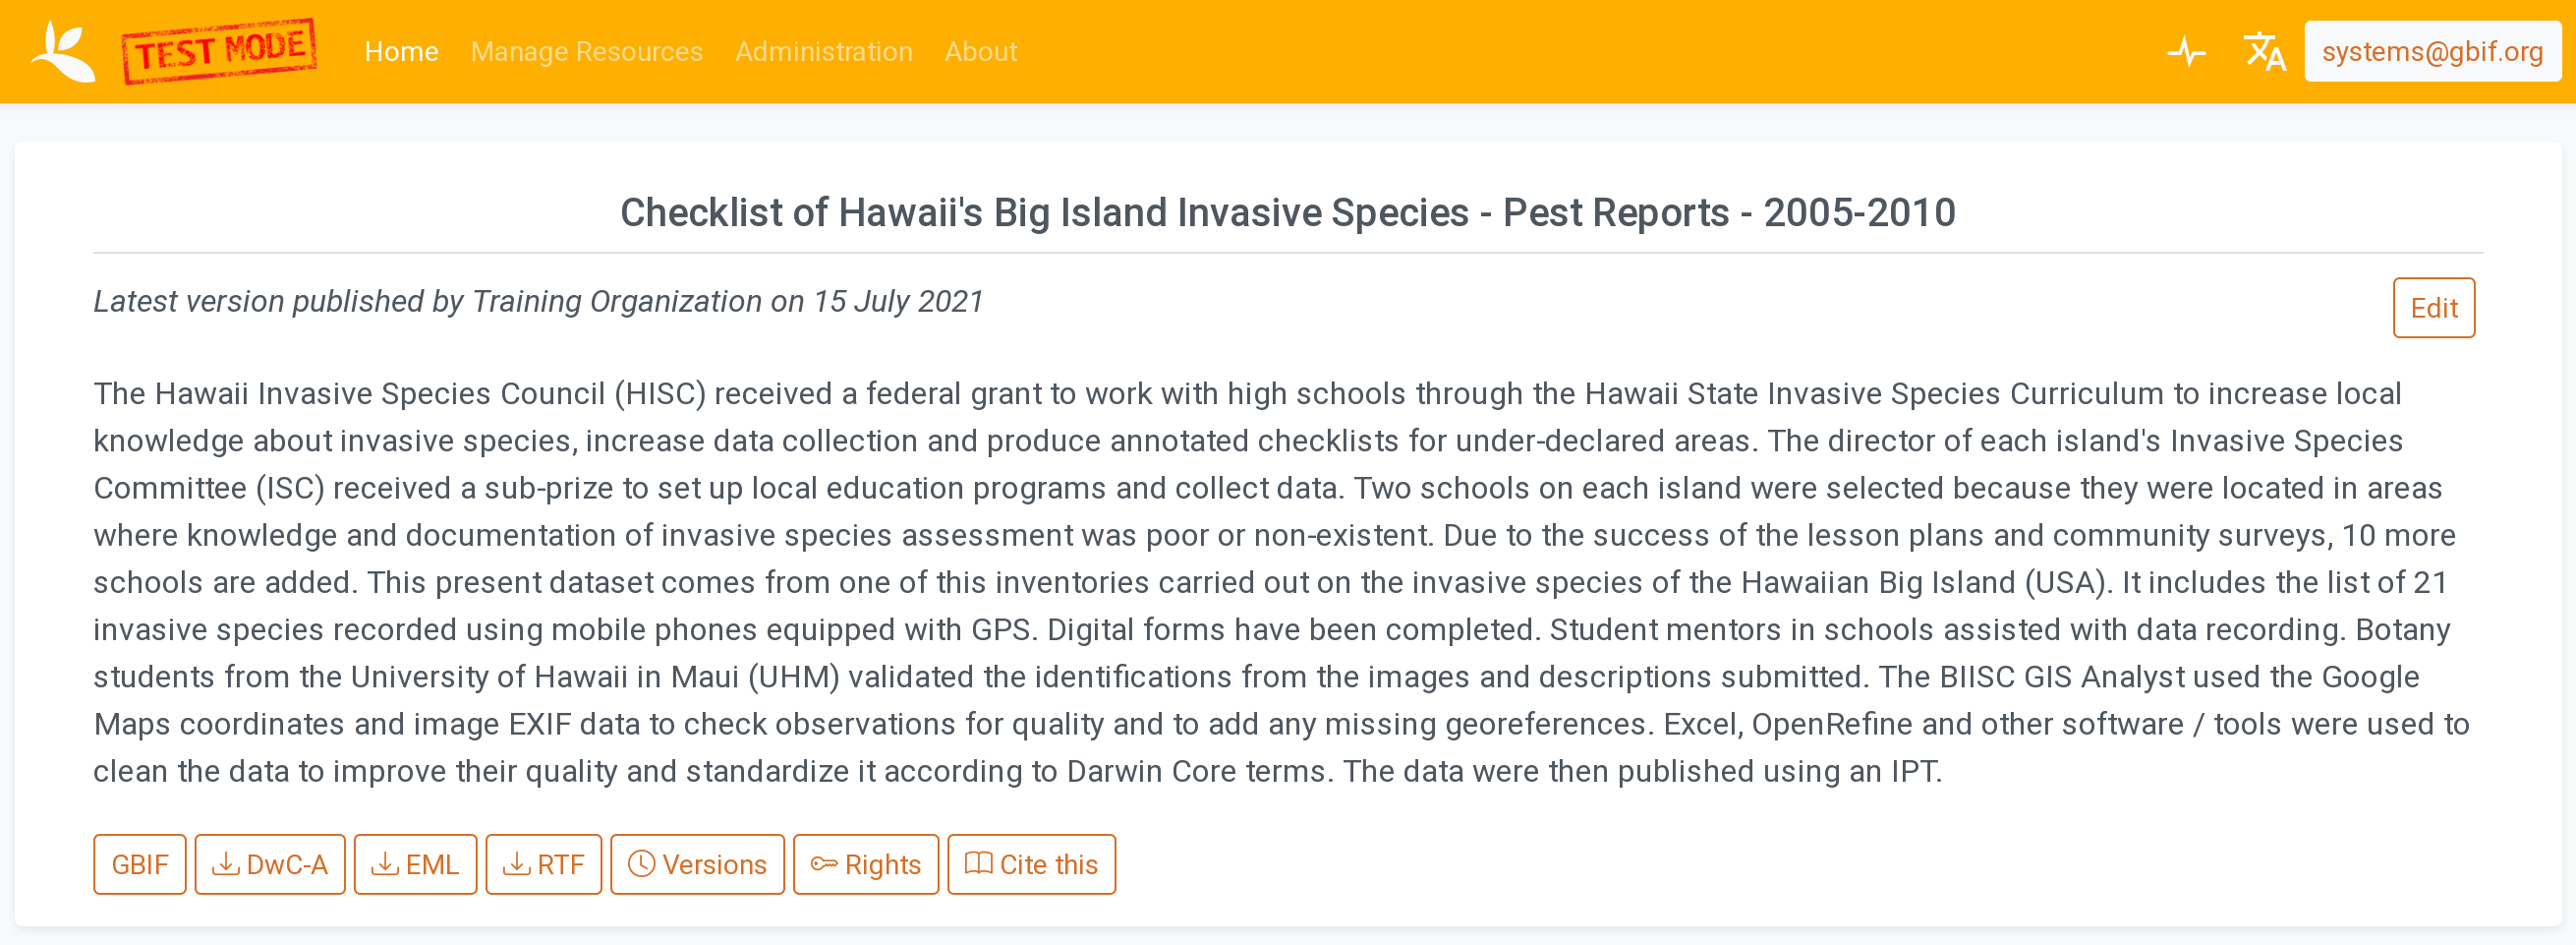 TEST MODE
Home Manage Resources Administration About
systems@gbif.org
Checklist of Hawaii's Big Island Invasive Species - Pest Reports - 2005-2010
Latest version published by Training Organization on 15 July 2021
Edit
The Hawaii Invasive Species Council (HISC) received a federal grant to work with high schools through the Hawaii State Invasive Species Curriculum to increase local
knowledge about invasive species, increase data collection and produce annotated checklists for under-declared areas. The director of each island's Invasive Species
Committee (ISC) received a sub-prize to set up local education programs and collect data. Two schools on each island were selected because they were located in areas
where knowledge and documentation of invasive species assessment was poor or non-existent. Due to the success of the lesson plans and community surveys, 10 more
schools are added. This present dataset comes from one of this inventories carried out on the invasive species of the Hawaiian Big Island (USA). It includes the list of 21
invasive species recorded using mobile phones equipped with GPS. Digital forms have been completed. Student mentors in schools assisted with data recording. Botany
students from the University of Hawaii in Maui (UHM) validated the identifications from the images and descriptions submitted. The BIISC GIS Analyst used the Google
Maps coordinates and image EXIF data to check observations for quality and to add any missing georeferences. Excel, OpenRefine and other software / tools were used to
clean the data to improve their quality and standardize it according to Darwin Core terms. The data were then published using an IPT.
GBIF DwC-A EML RTF Versions Rights Cite this